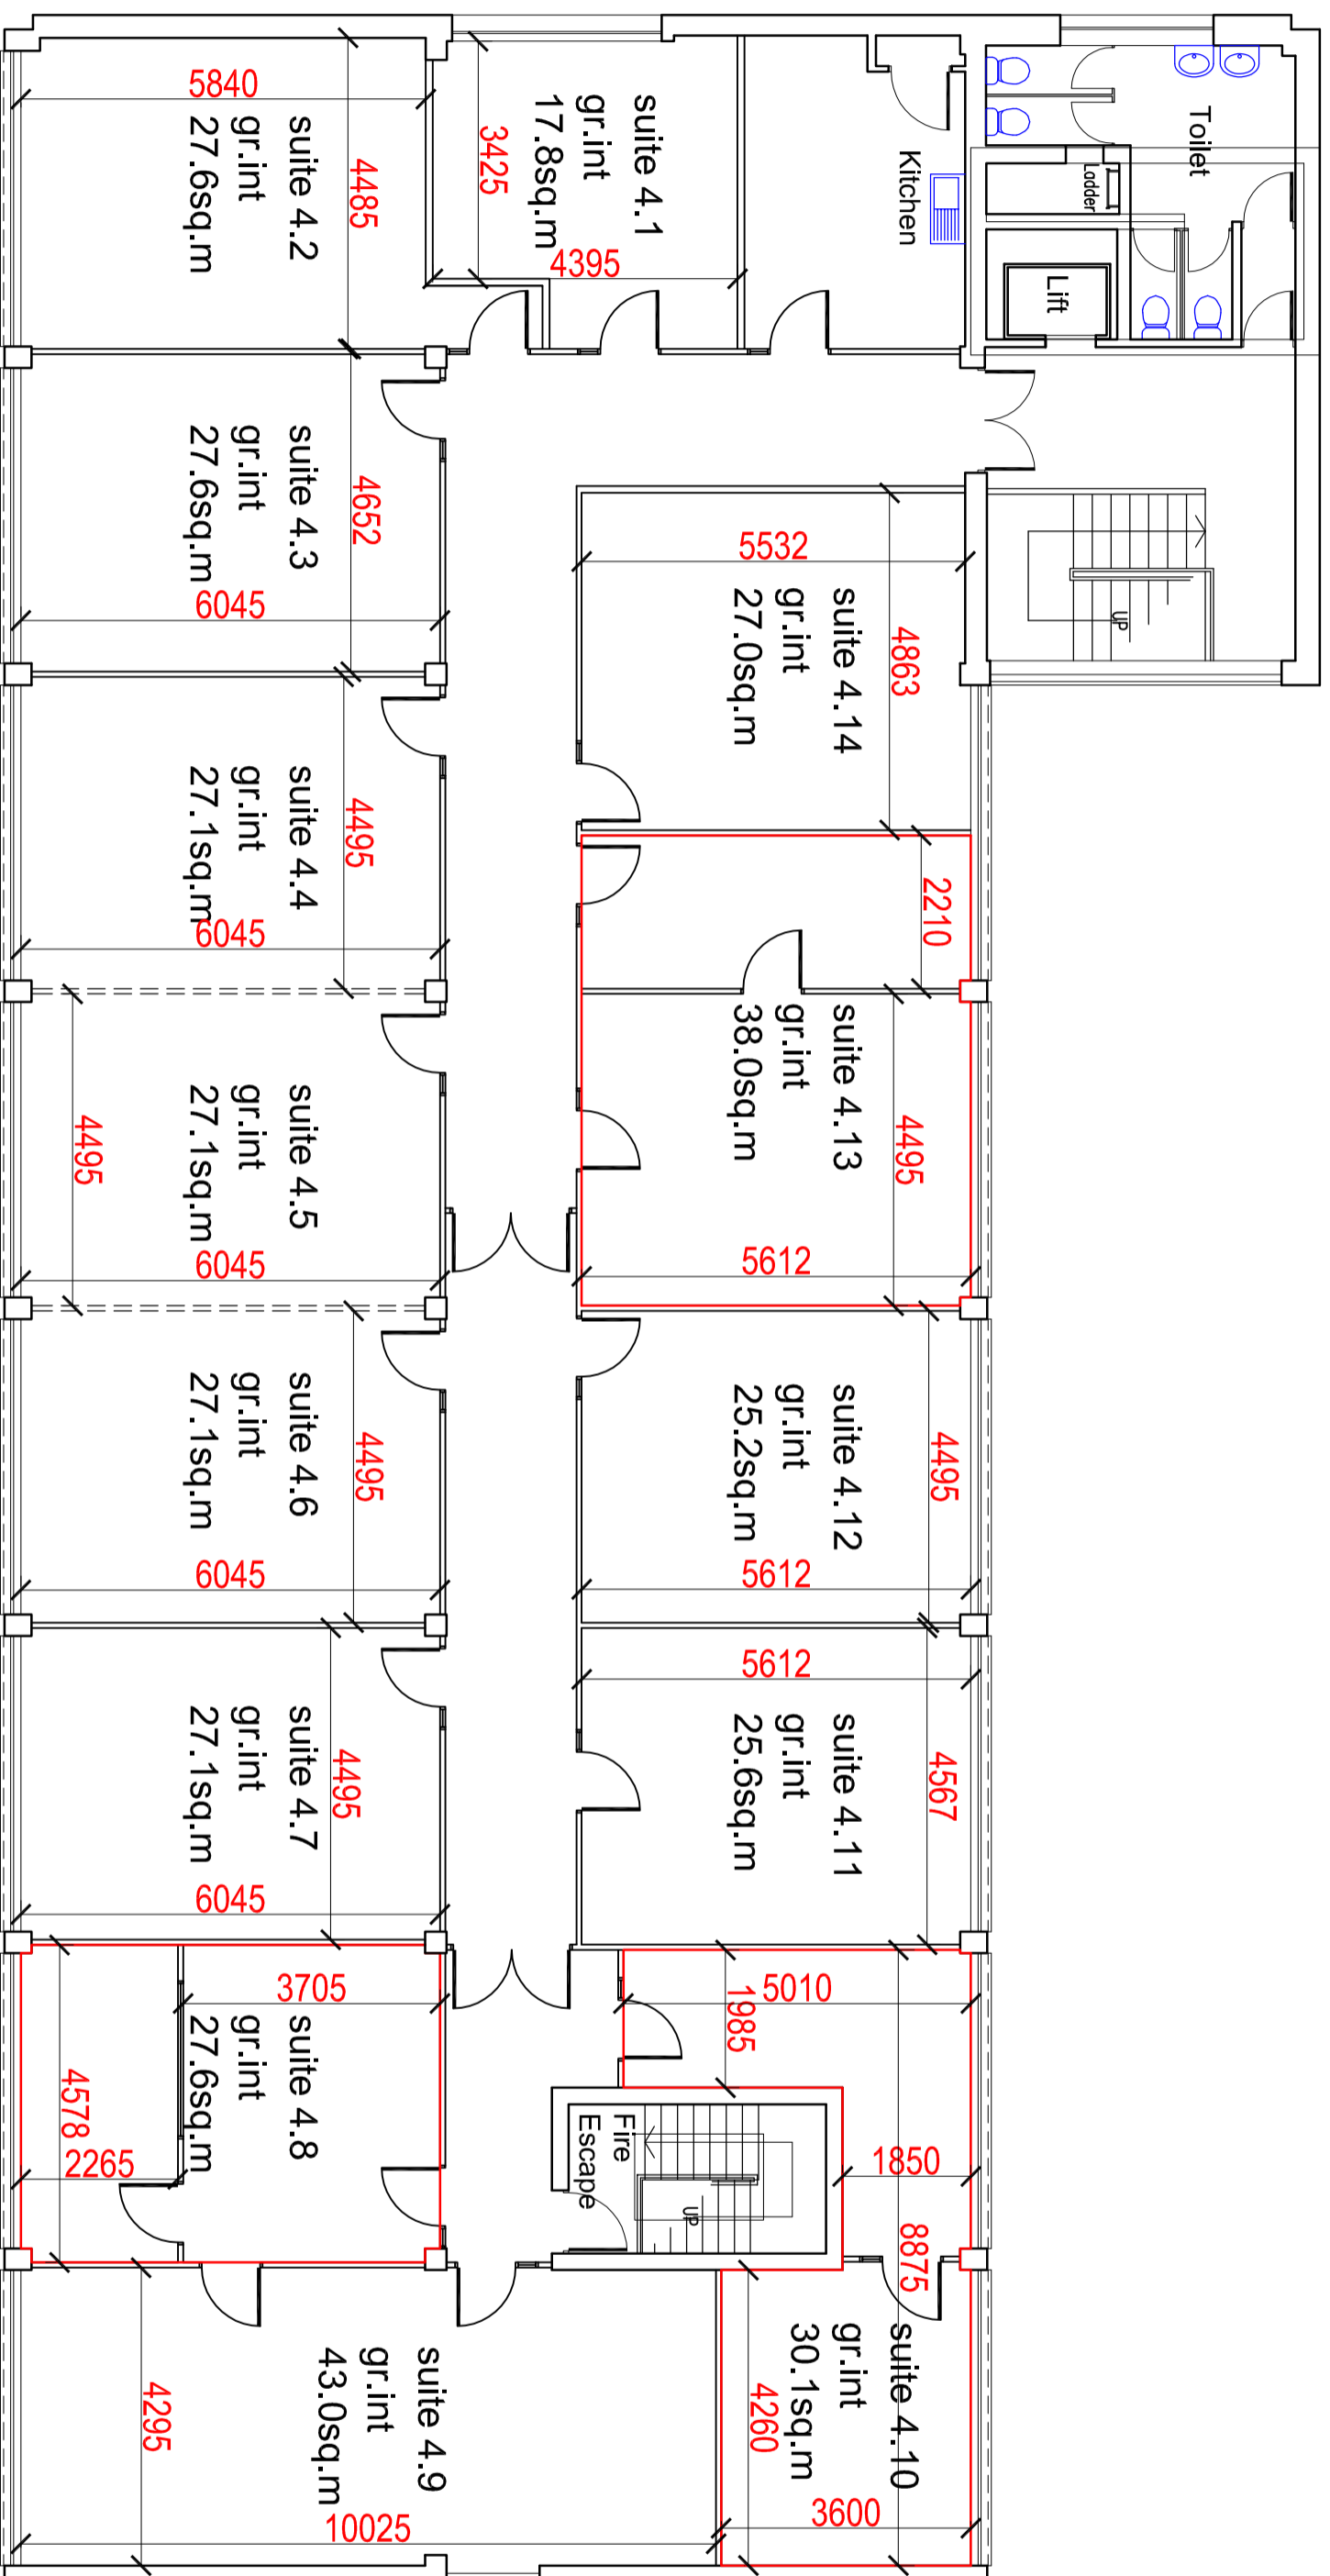 Toilet
Ladder
Lift
Kitchen
UP
suite 4.1
gr.int
17.8sq.m
3425
4395
suite 4.2
gr.int
27.6sq.m
5840
4485
suite 4.3
gr.int
27.6sq.m
4652
6045
suite 4.14
gr.int
27.0sq.m
5532
4863
suite 4.4
gr.int
27.1sq.m
4495
6045
2210
suite 4.13
gr.int
38.0sq.m
4495
5612
suite 4.5
gr.int
27.1sq.m
4495
6045
suite 4.12
gr.int
25.2sq.m
4495
5612
suite 4.6
gr.int
27.1sq.m
4495
6045
suite 4.11
gr.int
25.6sq.m
5612
4567
suite 4.7
gr.int
27.1sq.m
4495
6045
5010
1985
1850
8875
Fire
Escape
UP
suite 4.8
gr.int
27.6sq.m
3705
4578
2265
suite 4.10
gr.int
30.1sq.m
4260
3600
suite 4.9
gr.int
43.0sq.m
4295
10025